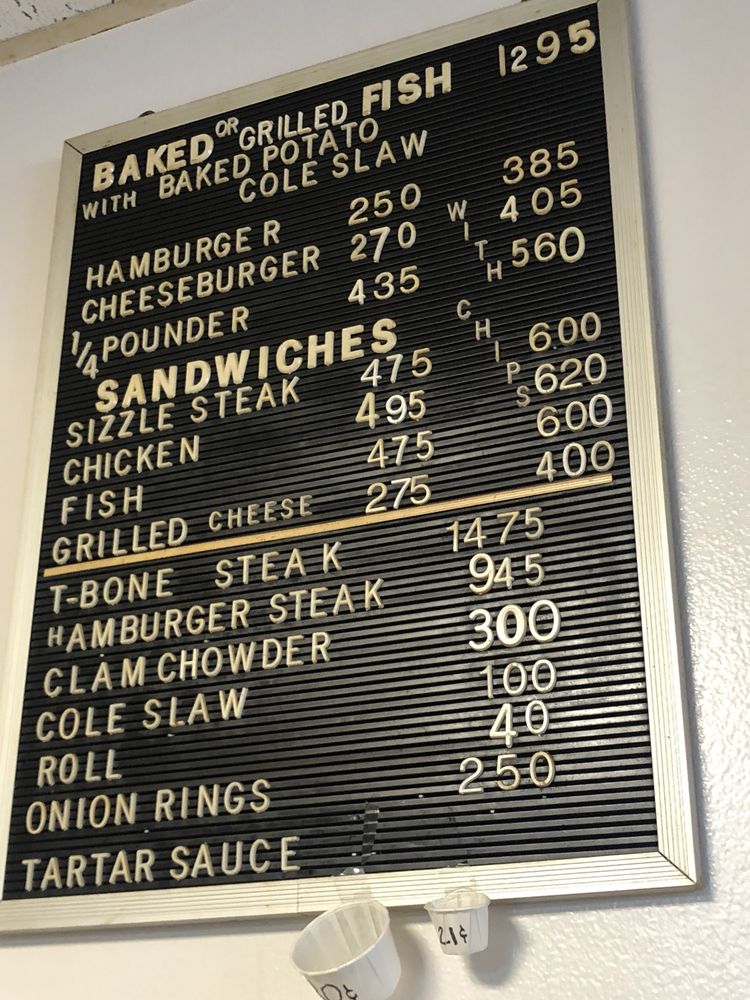 BAKED OR GRILLED FISH 1295
WITH BAKED POTATO
COLE SLAW
HAMBURGER 250 385
CHEESEBURGER 270 405
1/4 POUNDER 435 560
WITH
CHIPS
SANDWICHES
SIZZLE STEAK 475 600
CHICKEN 495 620
FISH 475 600
GRILLED CHEESE 275 400
T-BONE STEAK 1475
HAMBURGER STEAK 945
CLAM CHOWDER 300
COLE SLAW 100
ROLL 40
ONION RINGS 250
TARTAR SAUCE
21¢